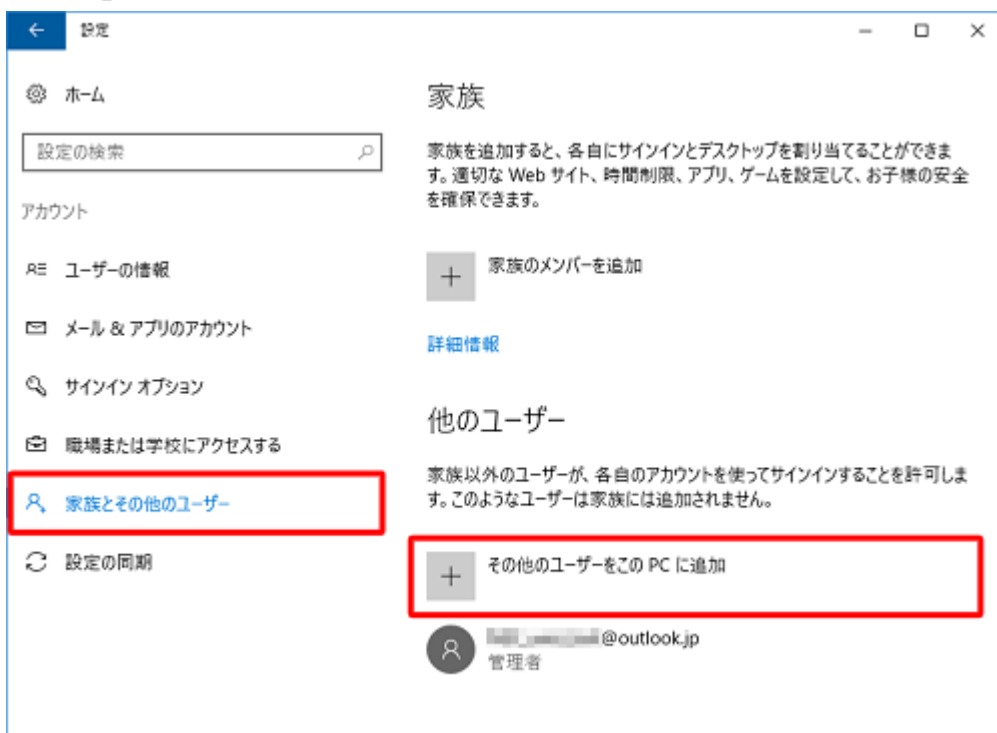 設定
ホーム
設定の検索
アカウント
ユーザーの情報
メール & アプリのアカウント
サインイン オプション
職場または学校にアクセスする
家族とその他のユーザー
設定の同期
家族
家族を追加すると、各自にサインインとデスクトップを割り当てることができま
す。適切な Web サイト、時間制限、アプリ、ゲームを設定して、お子様の安全
を確保できます。
家族のメンバーを追加
詳細情報
他のユーザー
家族以外のユーザーが、各自のアカウントを使ってサインインすることを許可しま
す。このようなユーザーは家族には追加されません。
その他のユーザーをこの PC に追加
@outlook.jp
管理者